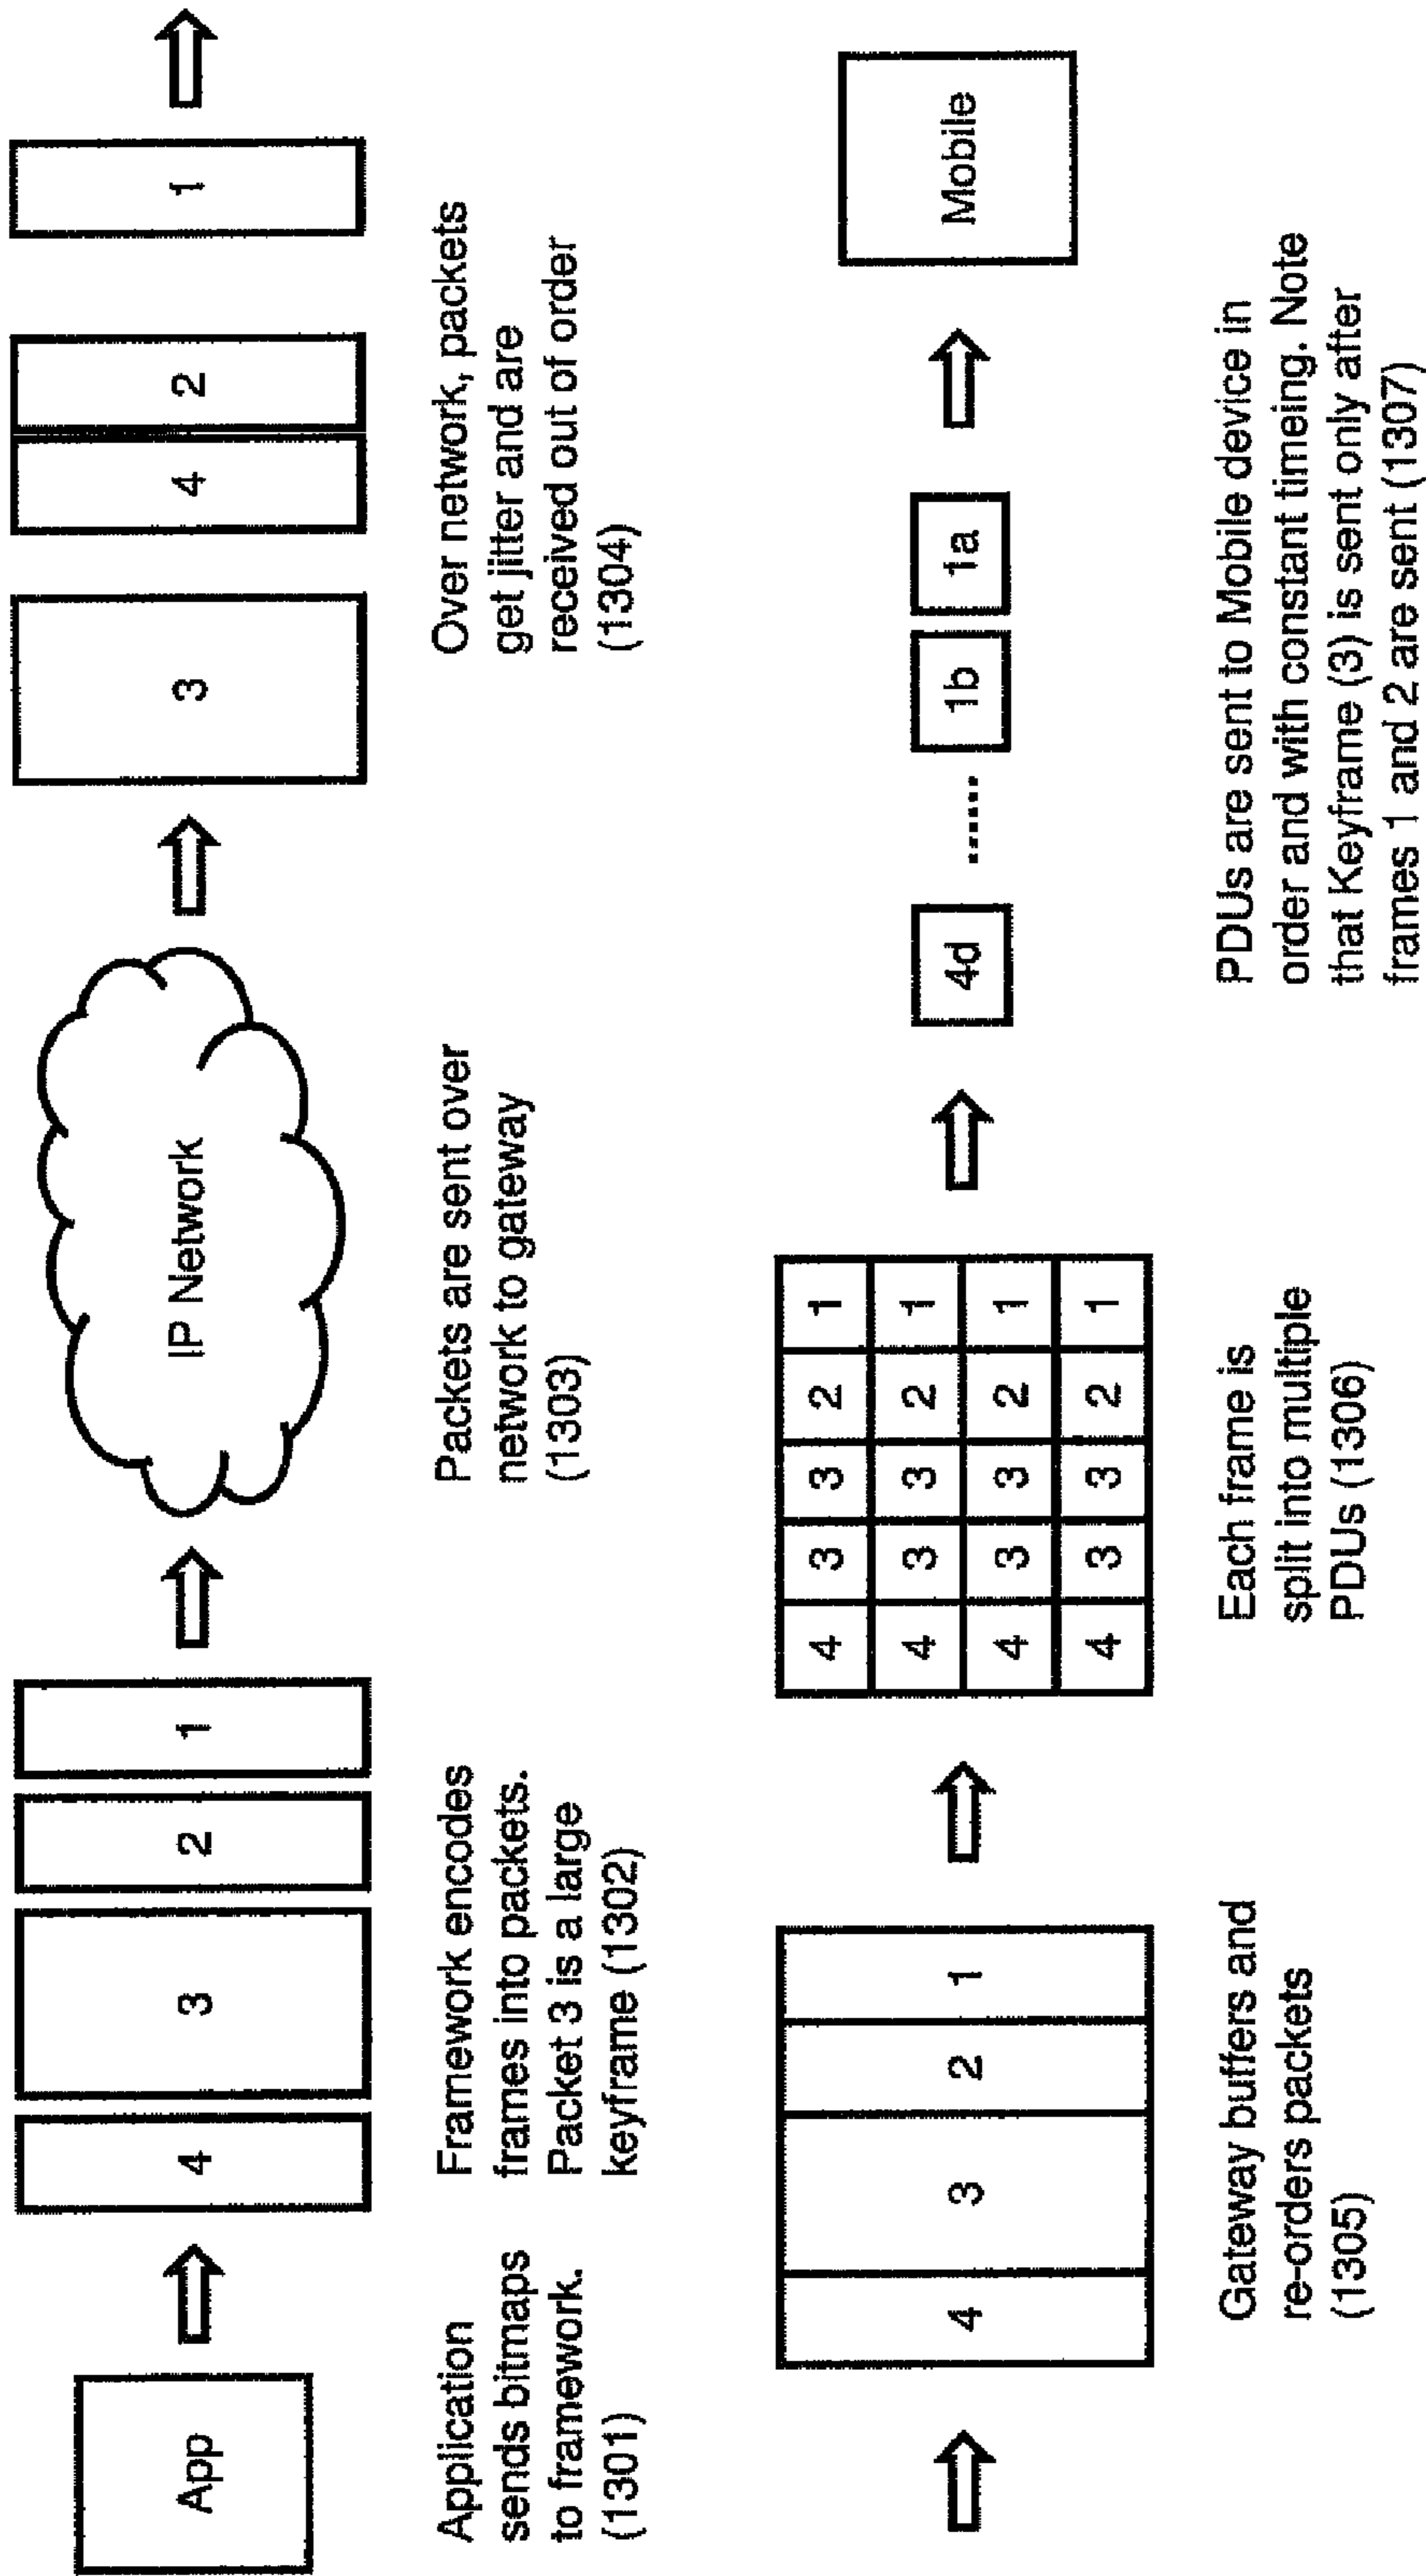 App
4
3
2
1
IP Network
3
4
2
1
Application
sends bitmaps
to framework.
(1301)
Framework encodes
frames into packets.
Packet 3 is a large
keyframe (1302)
Packets are sent over
network to gateway
(1303)
Over network, packets
get jitter and are
received out of order
(1304)
4
3
2
1
4 3 3 2 1
4 3 3 2 1
4 3 3 2 1
4 3 3 2 1
4d
......
1b
1a
Mobile
Gateway buffers and
re-orders packets
(1305)
Each frame is
split into multiple
PDUs (1306)
PDUs are sent to Mobile device in
order and with constant timeing. Note
that Keyframe (3) is sent only after
frames 1 and 2 are sent (1307)